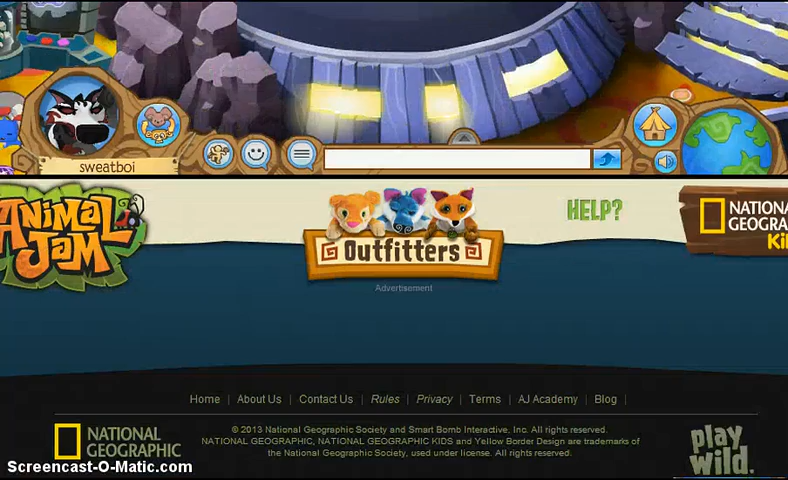 sweatboi
ANIMAL
JAM
Outfitters
HELP?
NATIONA
GEOGRA
Ki
Advertisement
Home | About Us | Contact Us | Rules | Privacy | Terms | AJ Academy | Blog |
NATIONAL
GEOGRAPHIC
© 2013 National Geographic Society and Smart Bomb Interactive, Inc. All rights reserved.
NATIONAL GEOGRAPHIC, NATIONAL GEOGRAPHIC KIDS and Yellow Border Design are trademarks of
the National Geographic Society, used under license. All rights reserved.
play
wild.
Screencast-O-Matic.com